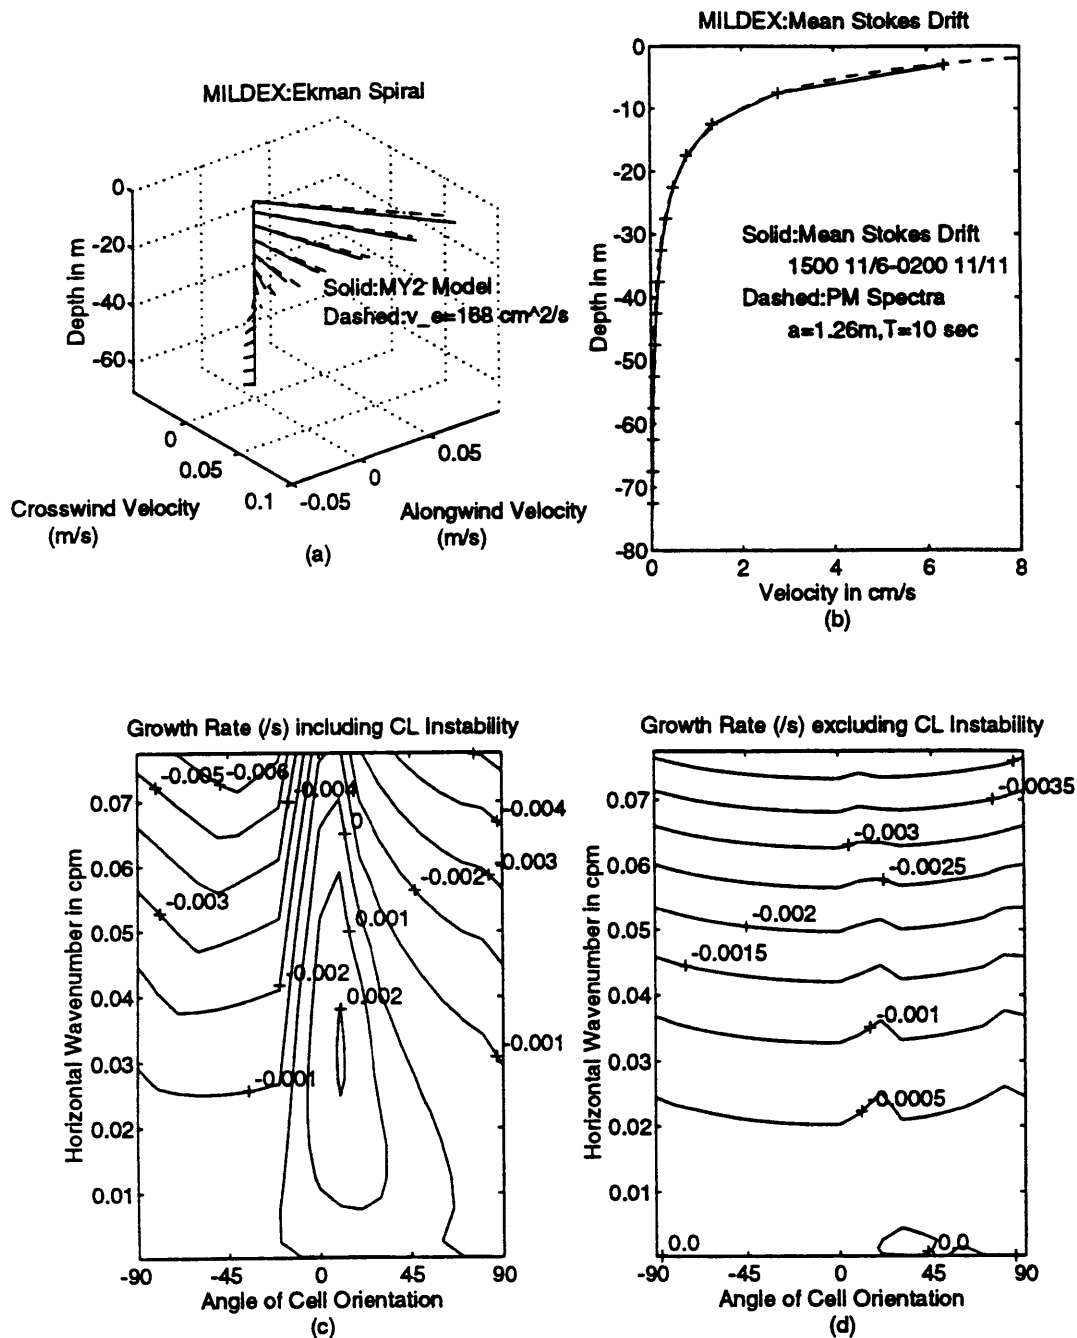 MILDEX:Mean Stokes Drift
MILDEX:Ekman Spiral
0
-20
-40
-60
Depth in m
Solid:MY2 Model
Dashed:v_e=168 cm^2/s
0
0.05
0.1
-0.05
0
0.05
Crosswind Velocity
(m/s)
Alongwind Velocity
(m/s)
(a)
0
-10
-20
-30
-40
-50
-60
-70
-80
Depth in m
Solid:Mean Stokes Drift
1500 11/6-0200 11/11
Dashed:PM Spectra
a=1.26m,T=10 sec
0
2
4
6
8
Velocity in cm/s
(b)
Growth Rate (/s) including CL Instability
-0.005
-0.006
-0.004
0
-0.004
-0.003
-0.003
-0.002
0.001
-0.002
0.002
-0.001
-0.001
0.07
0.06
0.05
0.04
0.03
0.02
0.01
Horizontal Wavenumber in cpm
-90
-45
0
45
90
Angle of Cell Orientation
(c)
Growth Rate (/s) excluding CL Instability
-0.0035
-0.003
-0.0025
-0.002
-0.0015
-0.001
-0.0005
0.0
0.0
0.07
0.06
0.05
0.04
0.03
0.02
0.01
Horizontal Wavenumber in cpm
-90
-45
0
45
90
Angle of Cell Orientation
(d)